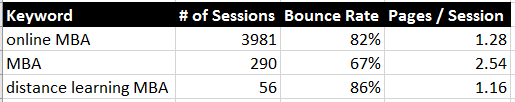 Keyword # of Sessions Bounce Rate Pages / Session
online MBA 3981 82% 1.28
MBA 290 67% 2.54
distance learning MBA 56 86% 1.16